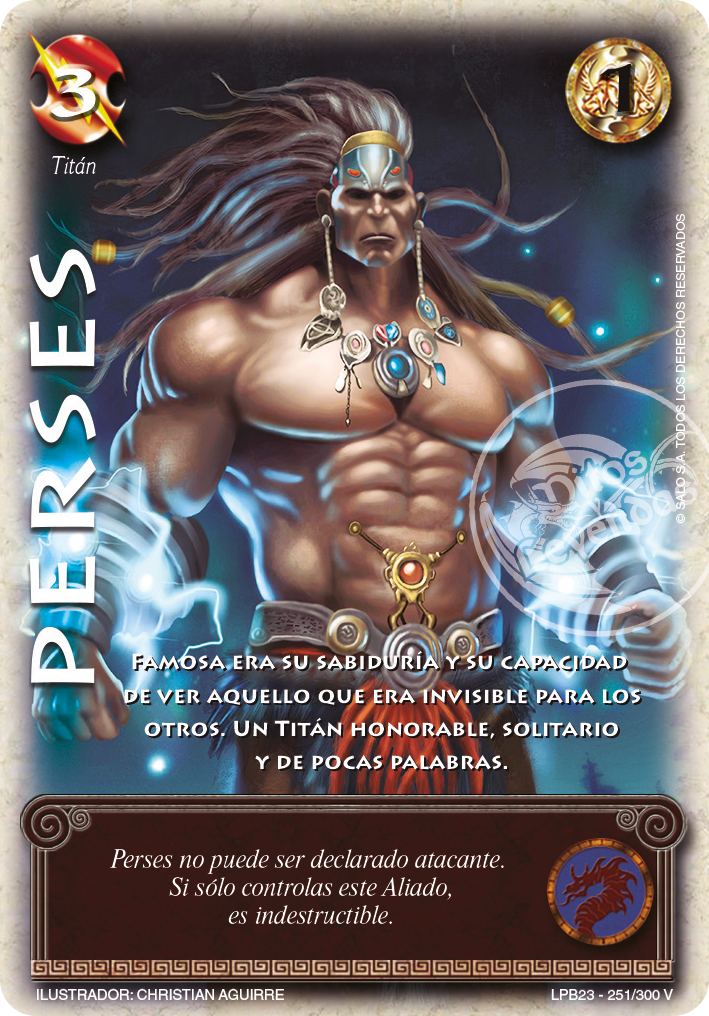 3
1
Titán
PERSES
© SALO S.A. TODOS LOS DERECHOS RESERVADOS
mitos
y
Leyendas
FAMOSA ERA SU SABIDURÍA Y SU CAPACIDAD
DE VER AQUELLO QUE ERA INVISIBLE PARA LOS
OTROS. UN TITÁN HONORABLE, SOLITARIO
Y DE POCAS PALABRAS.
Perses no puede ser declarado atacante.
Si sólo controlas este Aliado,
es indestructible.
ILUSTRADOR: CHRISTIAN AGUIRRE
LPB23 - 251/300 V